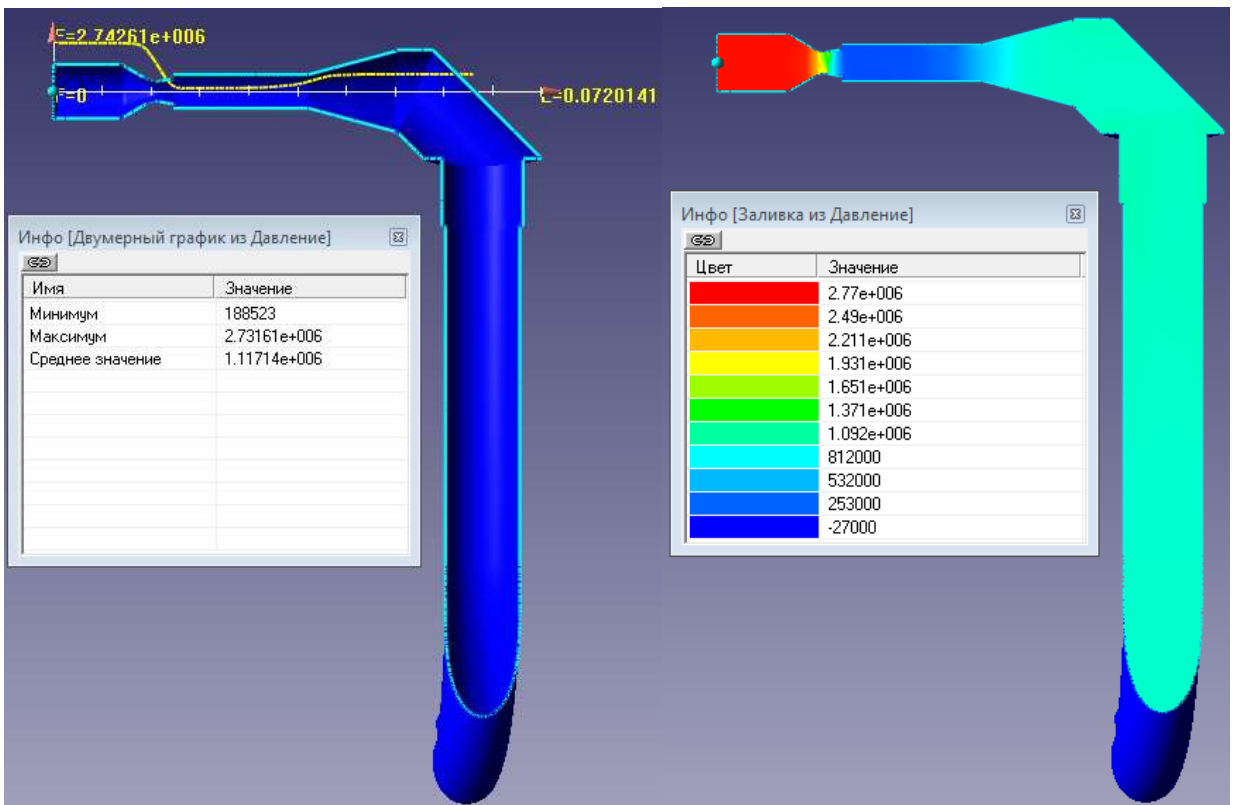 F=2.74261e+006
F=0
L=0.0720141
Инфо [Двумерный график из Давление]
Имя Значение
Минимум 188523
Максимум 2.73161e+006
Среднее значение 1.11714e+006
Инфо [Заливка из Давление]
Цвет Значение
2.77e+006
2.49e+006
2.211e+006
1.931e+006
1.651e+006
1.371e+006
1.092e+006
812000
532000
253000
-27000